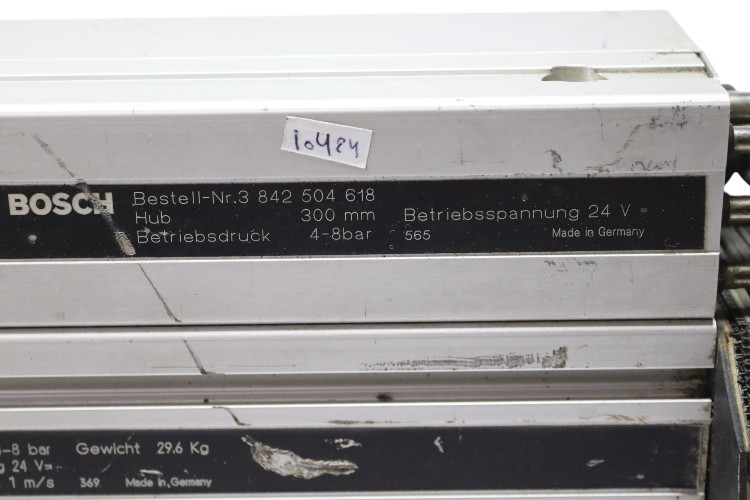 10484
BOSCH Bestell-Nr.3 842 504 618
Hub 300 mm Betriebsspannung 24 V =
Betriebsdruck 4-8bar 565 Made in Germany
-8 bar Gewicht 29.6 Kg
24 V=
1 m/s 369 Made in Germany